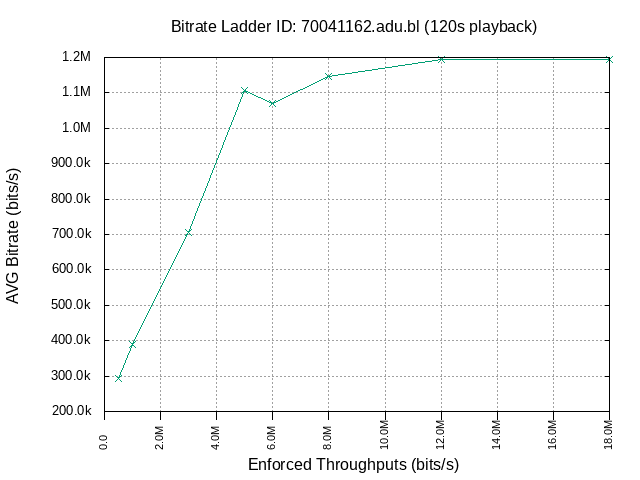 Bitrate Ladder ID: 70041162.adu.bl (120s playback)
1.2M
1.1M
1.0M
900.0k
800.0k
700.0k
600.0k
500.0k
400.0k
300.0k
200.0k
AVG Bitrate (bits/s)
0.0 2.0M 4.0M 6.0M 8.0M 10.0M 12.0M 14.0M 16.0M 18.0M
Enforced Throughputs (bits/s)